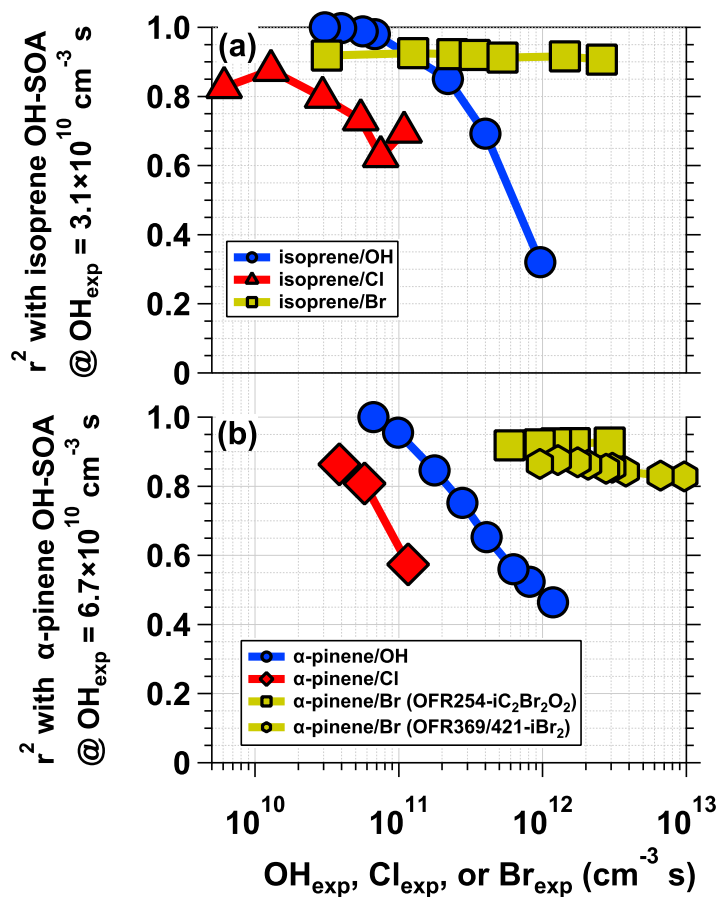 r² with isoprene OH-SOA
@ OHexp = 3.1×10¹⁰ cm⁻³ s
1.0
0.8
0.6
0.4
0.2
0
(a)
isoprene/OH
isoprene/Cl
isoprene/Br
r² with α-pinene OH-SOA
@ OHexp = 6.7×10¹⁰ cm⁻³ s
1.0
0.8
0.6
0.4
0.2
0
(b)
α-pinene/OH
α-pinene/Cl
α-pinene/Br (OFR254-iC₂Br₂O₂)
α-pinene/Br (OFR369/421-iBr₂)
10¹⁰ 10¹¹ 10¹² 10¹³
OHexp, Clexp, or Brexp (cm⁻³ s)